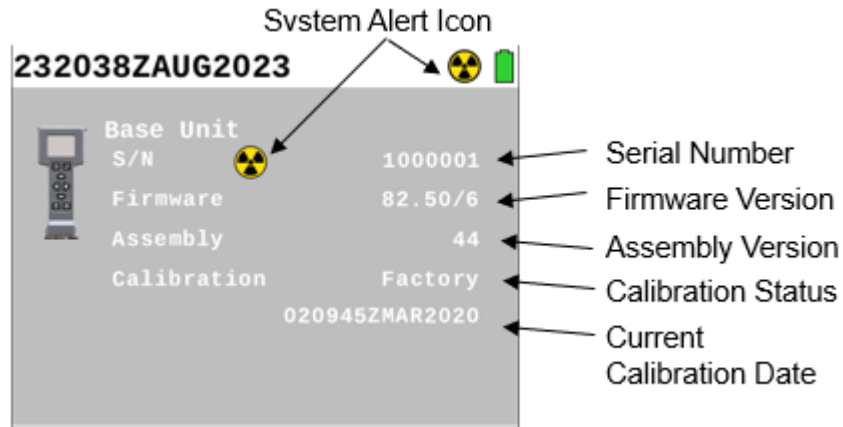 Svstem Alert Icon
232038ZAUG2023
Base Unit
S/N 1000001 Serial Number
Firmware 82.50/6 Firmware Version
Assembly 44 Assembly Version
Calibration Factory Calibration Status
020945ZMAR2020 Current
Calibration Date